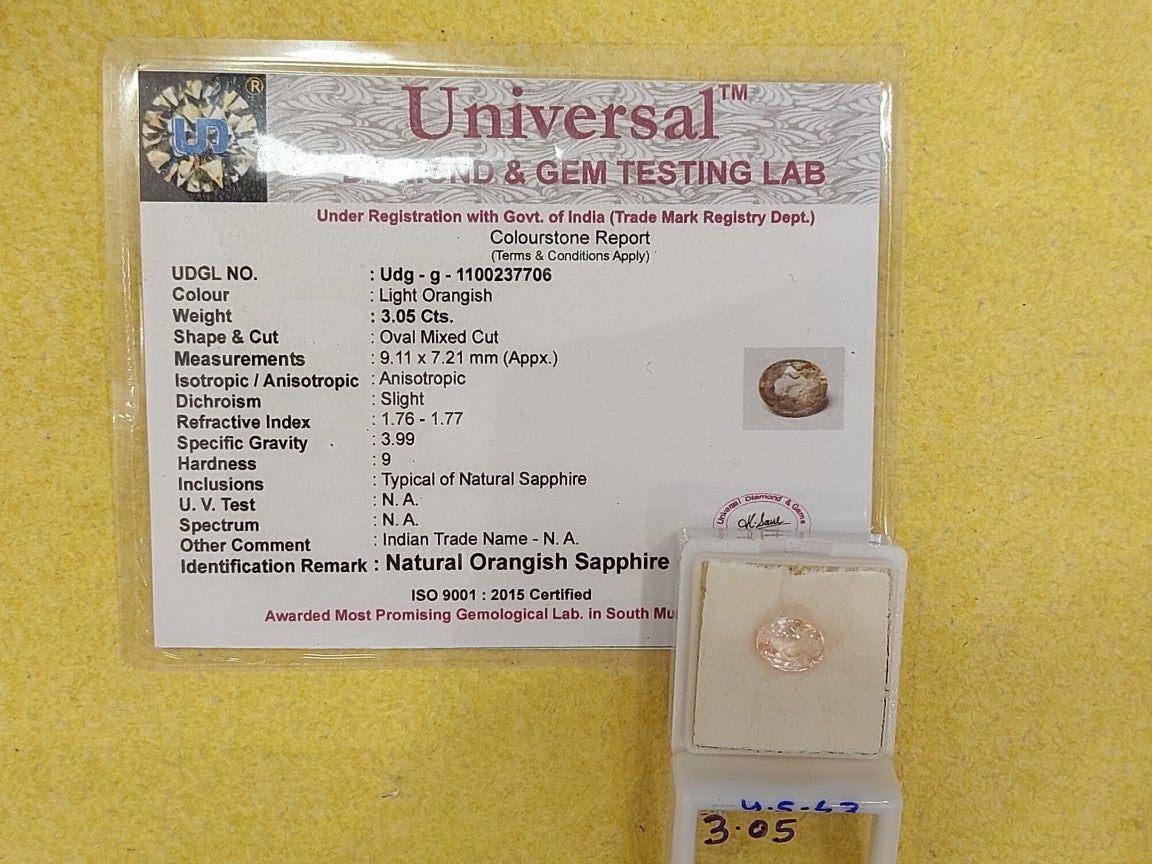 ®
UD
Universal™
DIAMOND & GEM TESTING LAB
Under Registration with Govt. of India (Trade Mark Registry Dept.)
Colourstone Report
(Terms & Conditions Apply)
UDGL NO. : Udg - g - 1100237706
Colour : Light Orangish
Weight : 3.05 Cts.
Shape & Cut : Oval Mixed Cut
Measurements : 9.11 x 7.21 mm (Appx.)
Isotropic / Anisotropic : Anisotropic
Dichroism : Slight
Refractive Index : 1.76 - 1.77
Specific Gravity : 3.99
Hardness : 9
Inclusions : Typical of Natural Sapphire
U. V. Test : N. A.
Spectrum : N. A.
Other Comment : Indian Trade Name - N. A.
Identification Remark : Natural Orangish Sapphire
ISO 9001 : 2015 Certified
Awarded Most Promising Gemological Lab. in South
Universal Diamond & Gems
3.05